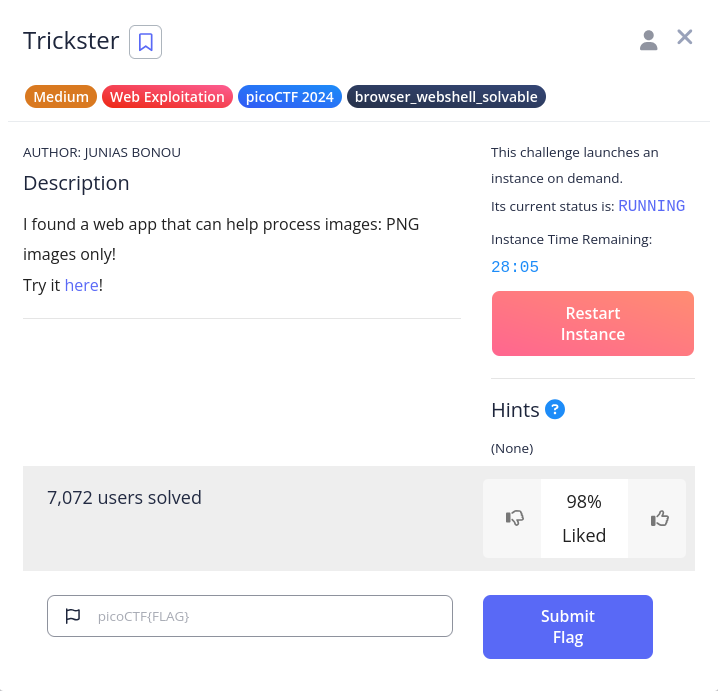 Trickster
Medium Web Exploitation picoCTF 2024 browser_webshell_solvable
AUTHOR: JUNIAS BONOU
Description
I found a web app that can help process images: PNG
images only!
Try it here!
This challenge launches an
instance on demand.
Its current status is: RUNNING
Instance Time Remaining:
28:05
Restart
Instance
Hints ?
(None)
7,072 users solved
98%
Liked
picoCTF{FLAG}
Submit
Flag